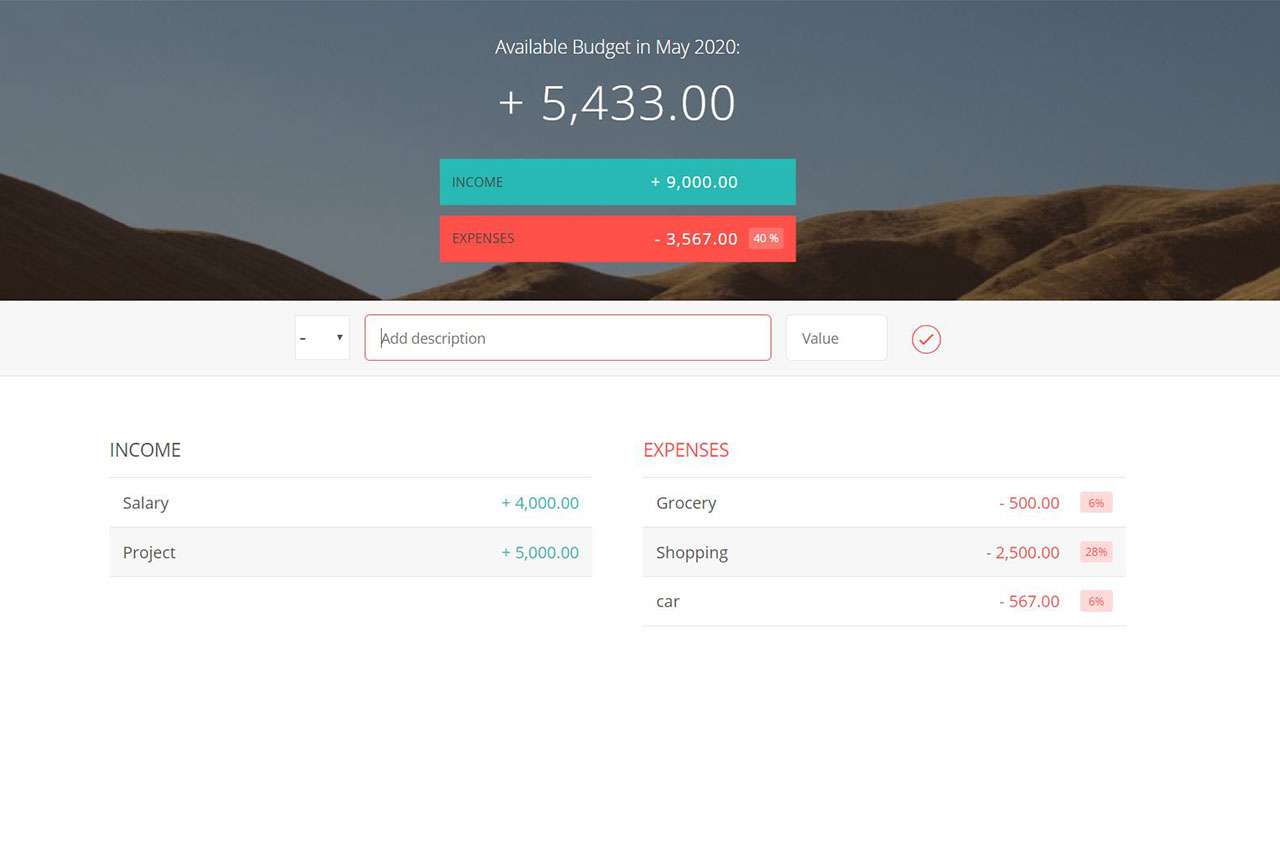 Available Budget in May 2020:
+ 5,433.00
INCOME + 9,000.00
EXPENSES - 3,567.00 40 %
- ▼ Add description Value
INCOME
Salary + 4,000.00
Project + 5,000.00
EXPENSES
Grocery - 500.00 6%
Shopping - 2,500.00 28%
car - 567.00 6%